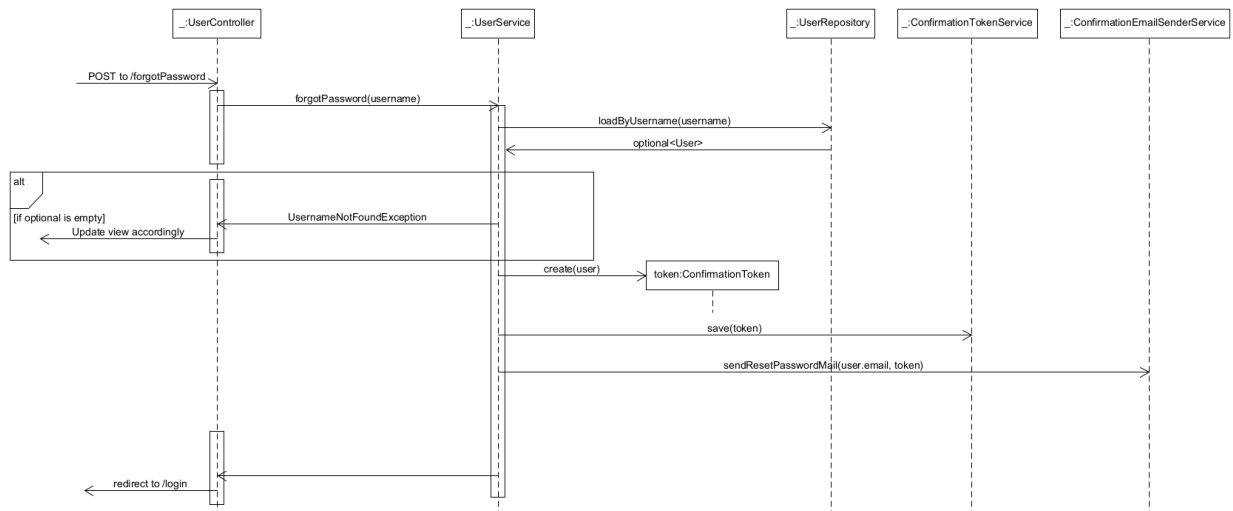 _:UserController
_:UserService
_:UserRepository
_:ConfirmationTokenService
_:ConfirmationEmailSenderService
POST to /forgotPassword
forgotPassword(username)
loadByUsername(username)
optional<User>
alt
[if optional is empty]
UsernameNotFoundException
Update view accordingly
create(user)
token:ConfirmationToken
save(token)
sendResetPasswordMail(user.email, token)
redirect to /login